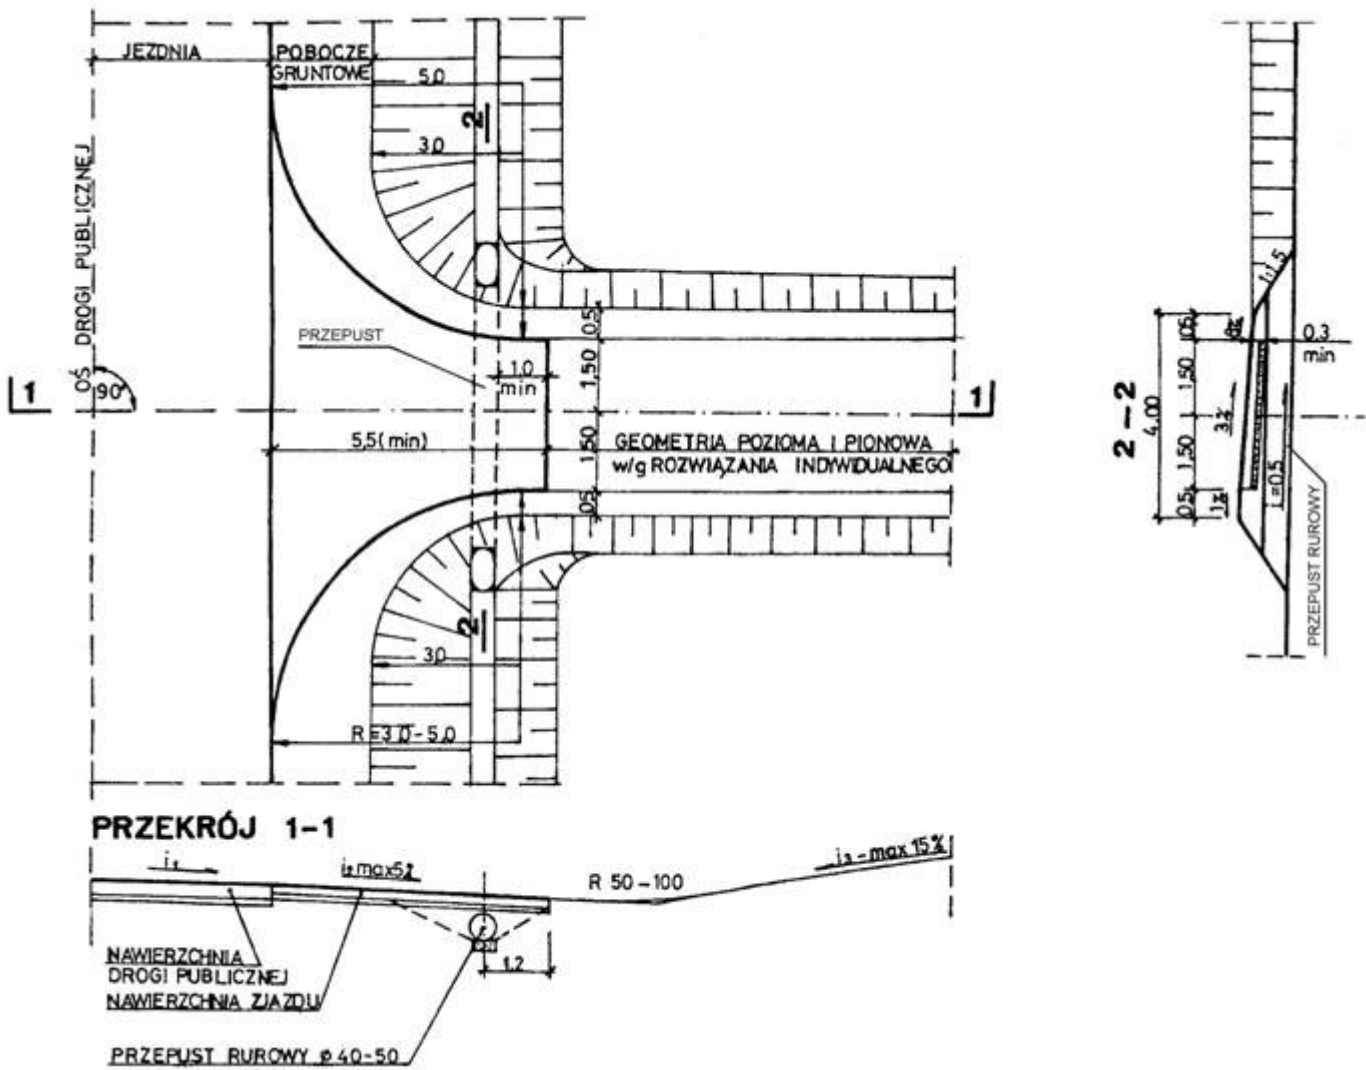 JEZDNIA
POBOCZE
GRUNTOWE
5,0
2
3,0
OŚ DROGI PUBLICZNEJ
PRZEPUST
0,5
1,0
min
1,50
1
90°
1
5,5(min)
1,50
GEOMETRIA POZIOMA I PIONOWA
w/g ROZWIĄZANIA INDYWIDUALNEGO
0,5
2
3,0
R=3,0-5,0
1:1,5
0,5
0,3
min
1,50
2-2
4,00
3%
1,50
i=0,5
0,5
PRZEPUST RUROWY
PRZEKRÓJ 1-1
i₁
i₂max5%
R 50-100
i₃-max 15%
NAWIERZCHNIA
DROGI PUBLICZNEJ
NAWIERZCHNIA ZJAZDU
1,2
PRZEPUST RUROWY ø 40-50